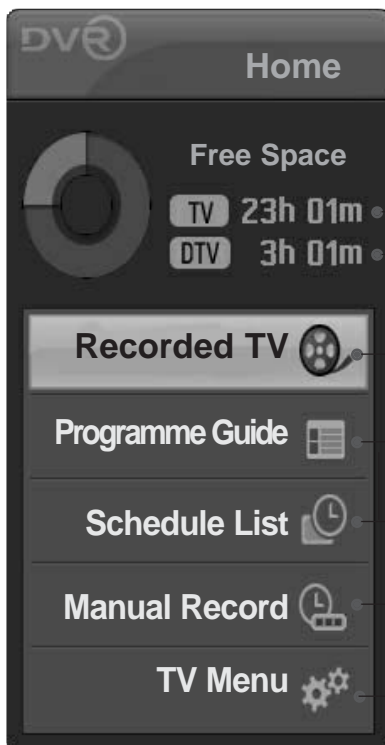 DVR
Home
Free Space
TV 23h 01m
DTV 3h 01m
Recorded TV
Programme Guide
Schedule List
Manual Record
TV Menu